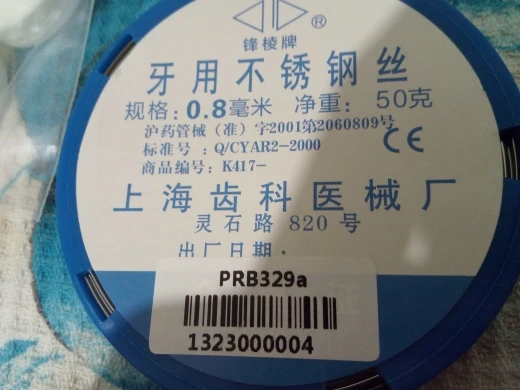 ®
锋棱牌
牙用不锈钢丝
规格:0.8毫米 净重: 50克
沪药管械(准)字2001第2060809号
标准号 : Q/CYAR2-2000
商品编号: K417-
CE
上海齿科医械厂
灵石路 820 号
出厂日期:
PRB329a
1323000004